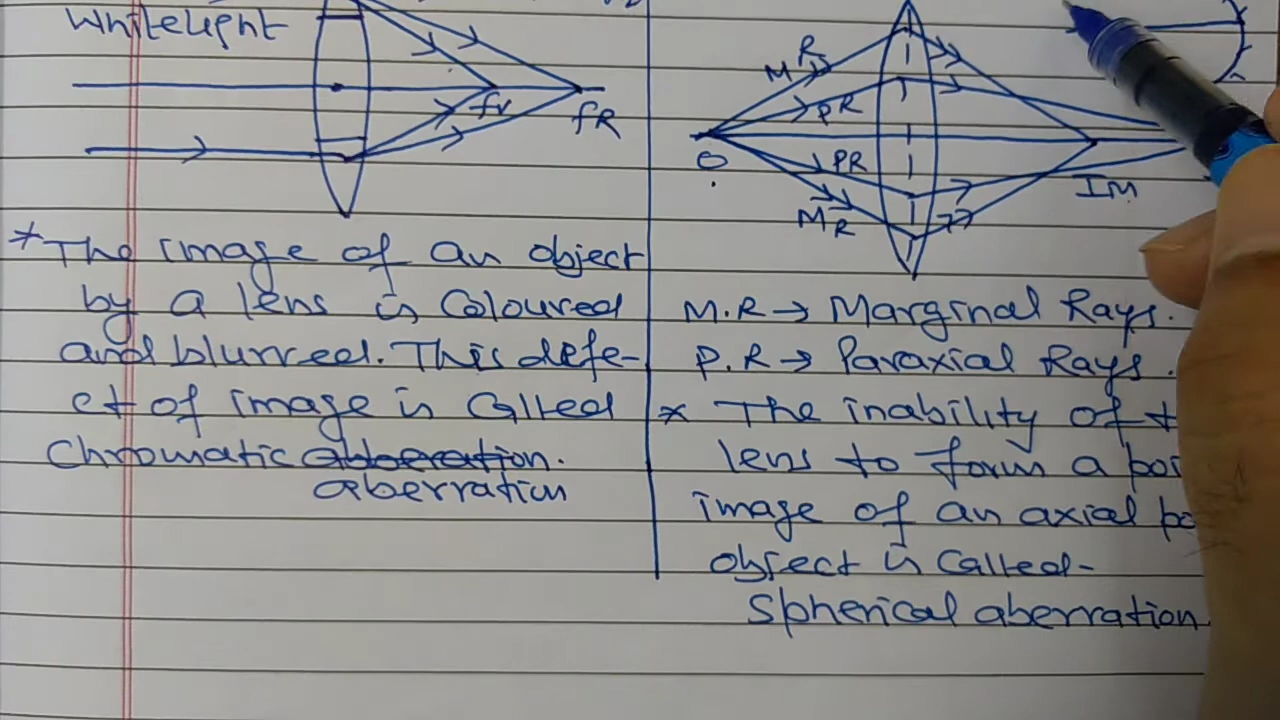 White Light
fv
fR
* The image of an object
by a lens is Coloured
and blurred. This defe-
ct of image is Called
Chromatic aberration.
aberration
M R
P R
O
PR
MR
IM
M.R → Marginal Rays.
P.R → Paraxial Rays.
* The inability of
lens to form a
image of an axial
object is Called-
Spherical aberration